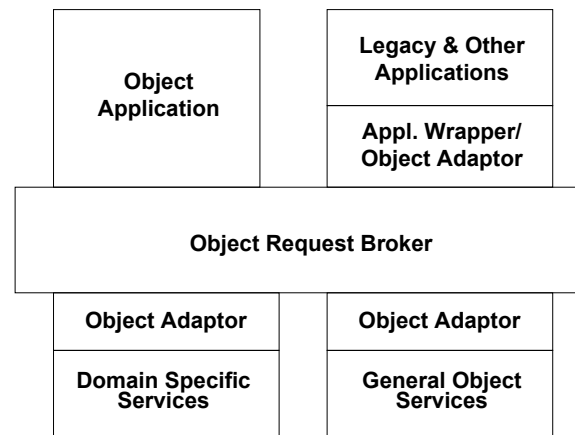 Object
Application
Legacy & Other
Applications
Appl. Wrapper/
Object Adaptor
Object Request Broker
Object Adaptor
Object Adaptor
Domain Specific
Services
General Object
Services